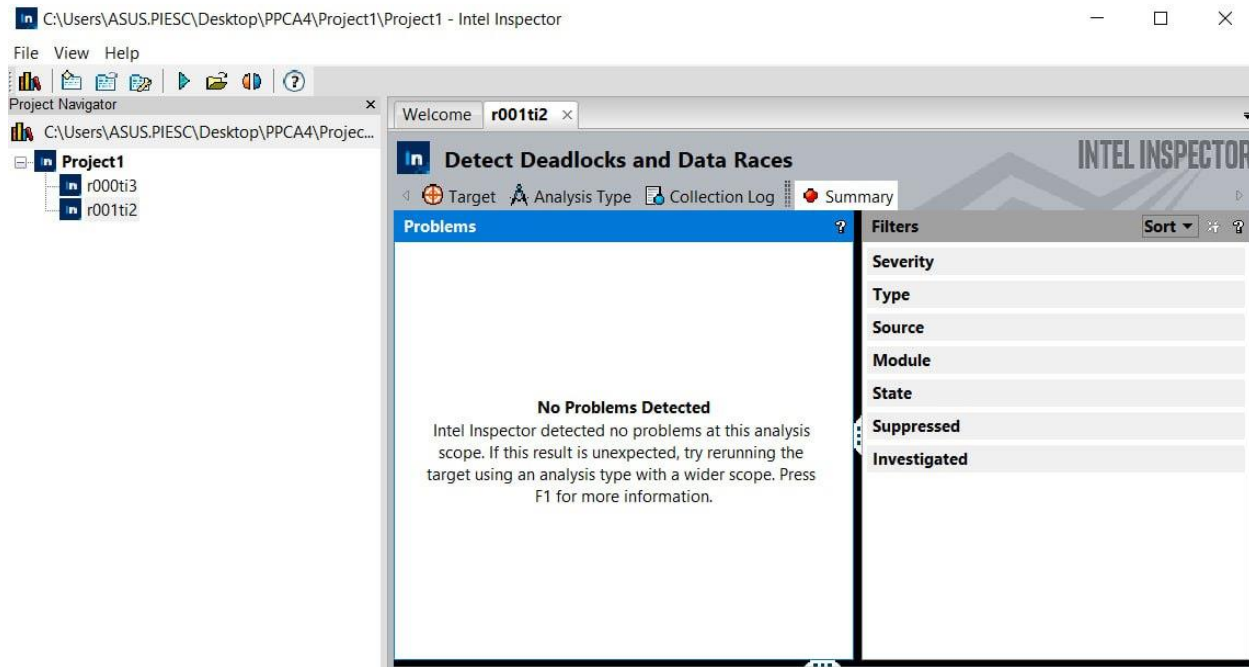 C:\Users\ASUS.PIESC\Desktop\PPCA4\Project1\Project1 - Intel Inspector
File View Help
Project Navigator
C:\Users\ASUS.PIESC\Desktop\PPCA4\Projec...
Project1
r000ti3
r001ti2
Welcome r001ti2
Detect Deadlocks and Data Races
INTEL INSPECTOR
Target Analysis Type Collection Log Summary
Problems ?
No Problems Detected
Intel Inspector detected no problems at this analysis
scope. If this result is unexpected, try rerunning the
target using an analysis type with a wider scope. Press
F1 for more information.
Filters Sort ?
Severity
Type
Source
Module
State
Suppressed
Investigated